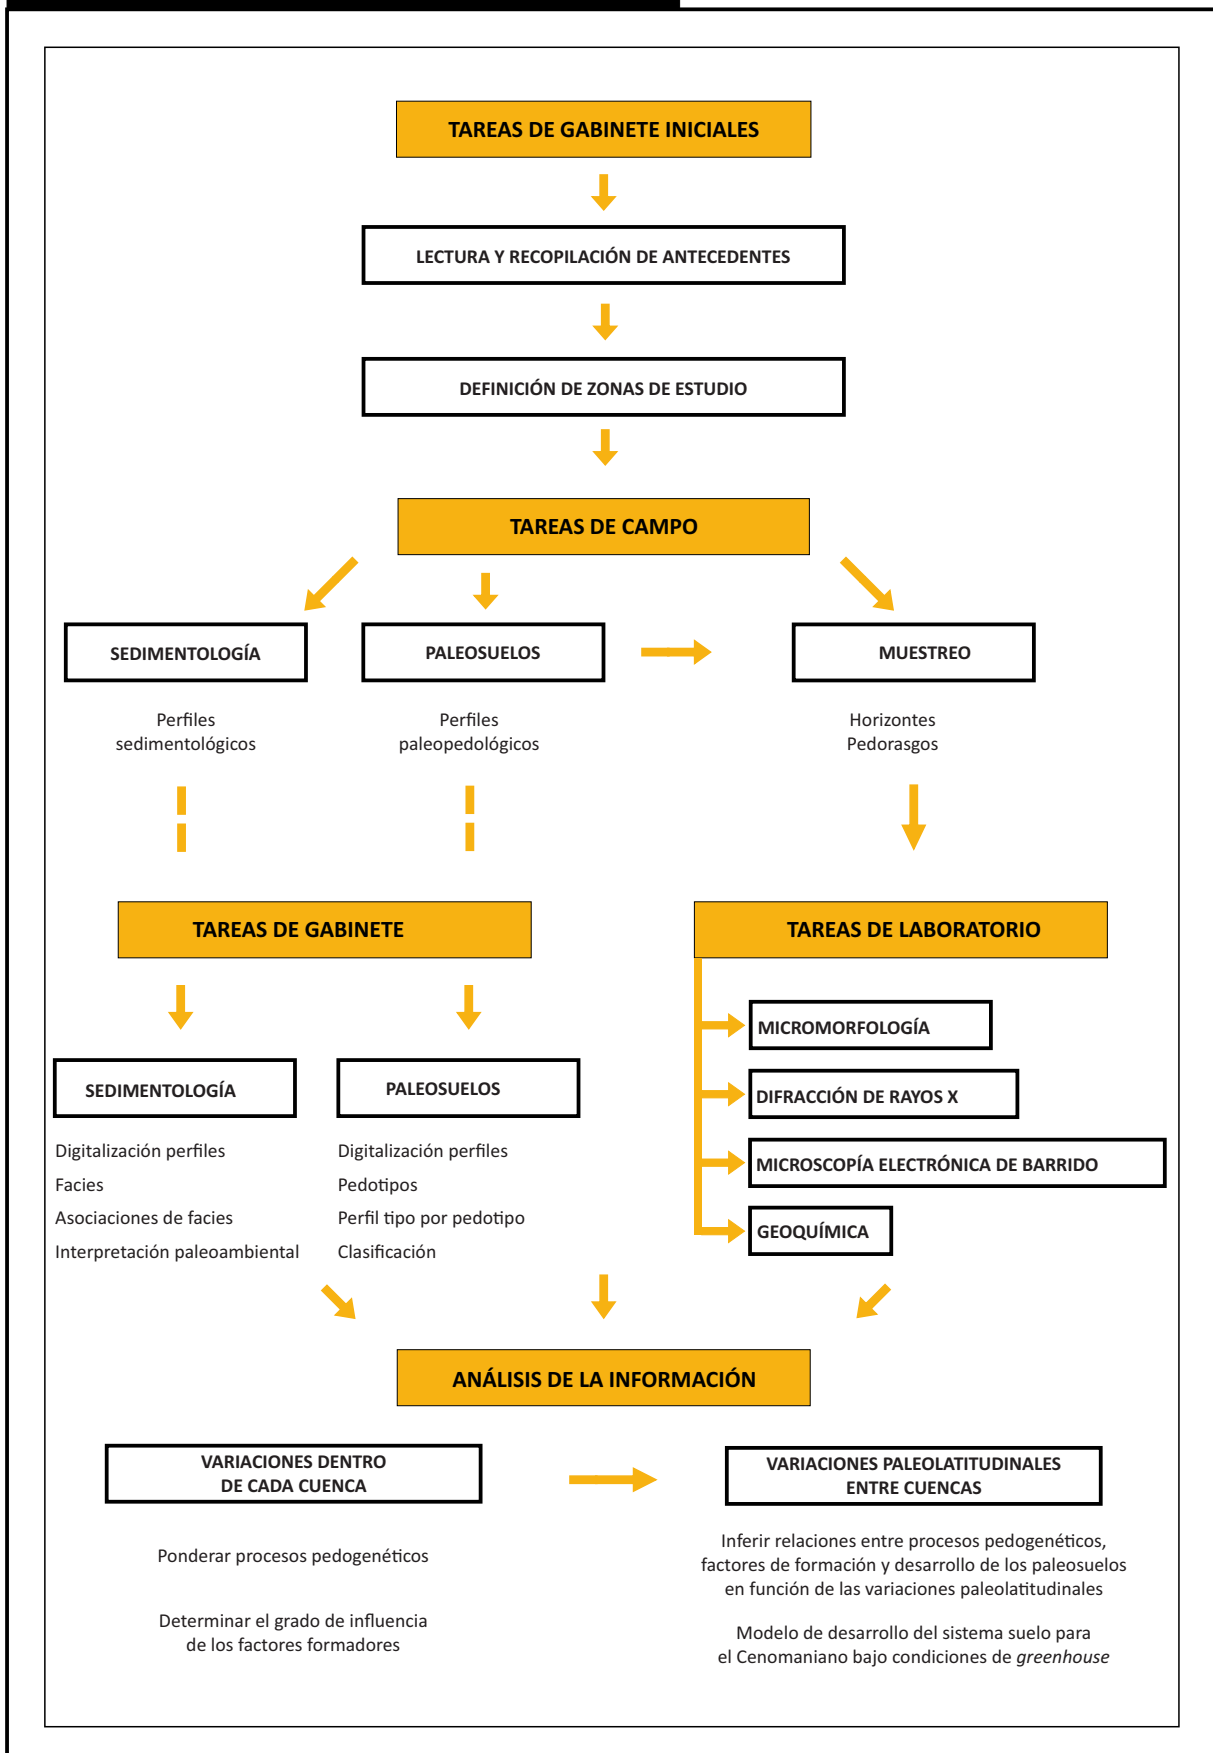 TAREAS DE GABINETE INICIALES
LECTURA Y RECOPILACIÓN DE ANTECEDENTES
DEFINICIÓN DE ZONAS DE ESTUDIO
TAREAS DE CAMPO
SEDIMENTOLOGÍA
PALEOSUELOS
MUESTREO
Perfiles
sedimentológicos
Perfiles
paleopedológicos
Horizontes
Pedorasgos
TAREAS DE GABINETE
TAREAS DE LABORATORIO
SEDIMENTOLOGÍA
Digitalización perfiles
Facies
Asociaciones de facies
Interpretación paleoambiental
PALEOSUELOS
Digitalización perfiles
Pedotipos
Perfil tipo por pedotipo
Clasificación
MICROMORFOLOGÍA
DIFRACCIÓN DE RAYOS X
MICROSCOPÍA ELECTRÓNICA DE BARRIDO
GEOQUÍMICA
ANÁLISIS DE LA INFORMACIÓN
VARIACIONES DENTRO
DE CADA CUENCA
Ponderar procesos pedogenéticos
Determinar el grado de influencia
de los factores formadores
VARIACIONES PALEOLATITUDINALES
ENTRE CUENCAS
Inferir relaciones entre procesos pedogenéticos,
factores de formación y desarrollo de los paleosuelos
en función de las variaciones paleolatitudinales
Modelo de desarrollo del sistema suelo para
el Cenomaniano bajo condiciones de greenhouse